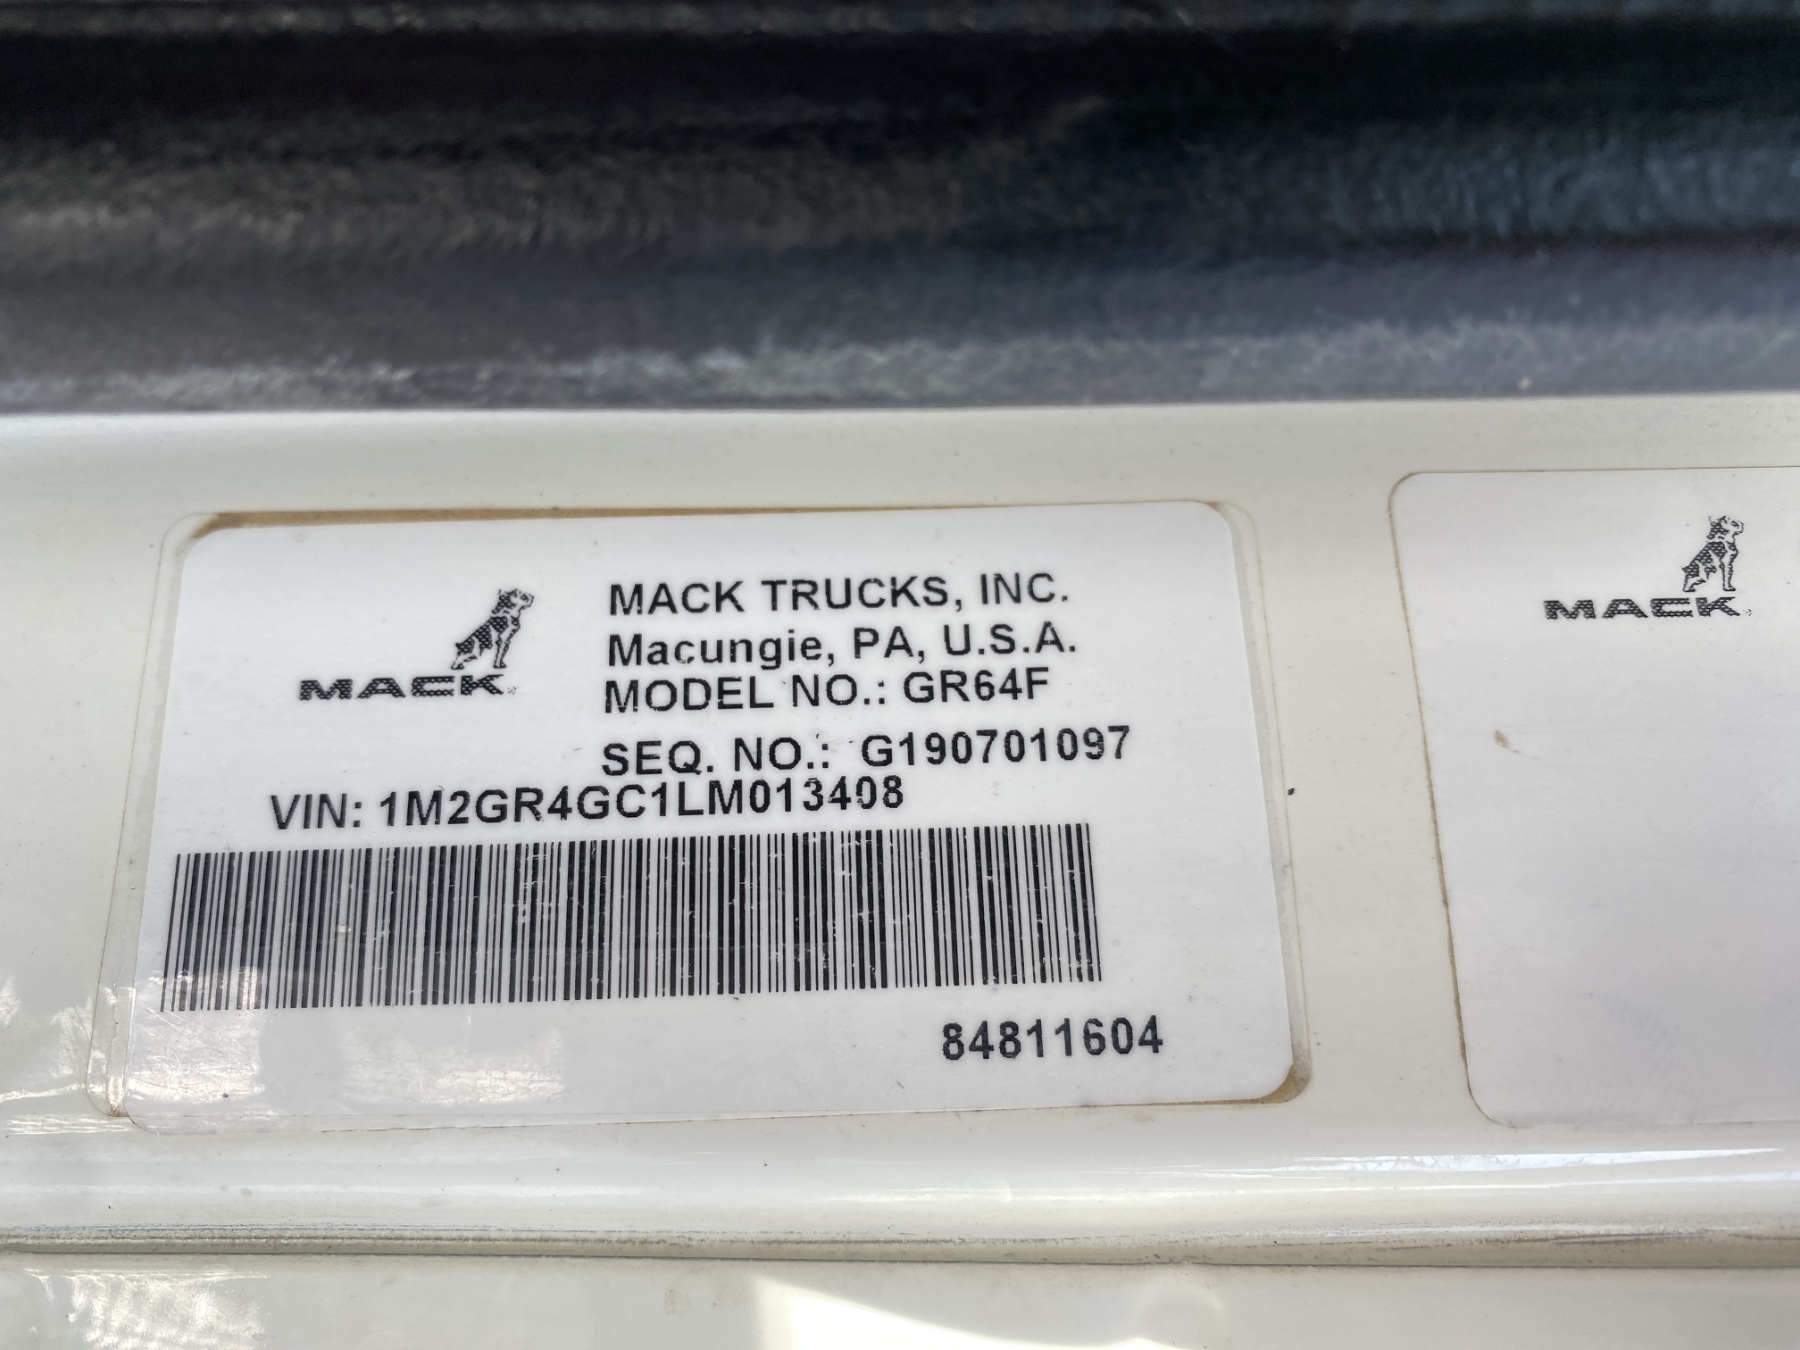 MACK
MACK TRUCKS, INC.
Macungie, PA, U.S.A.
MODEL NO.: GR64F
SEQ. NO.: G190701097
VIN: 1M2GR4GC1LM013408
84811604
MACK